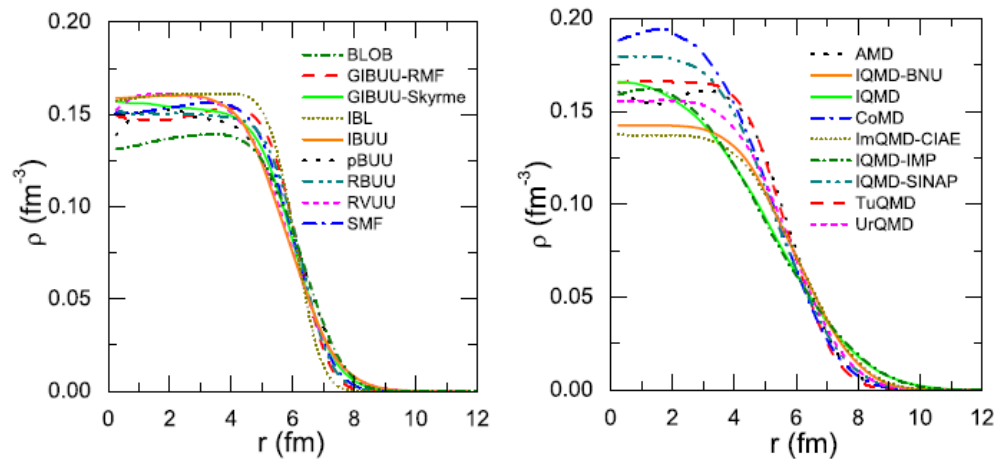 0.20
0.15
0.10
0.05
0.00
ρ (fm⁻³)
BLOB
GIBUU-RMF
GIBUU-Skyrme
IBL
IBUU
pBUU
RBUU
RVUU
SMF
0 2 4 6 8 10 12
r (fm)
0.20
0.15
0.10
0.05
0.00
ρ (fm⁻³)
AMD
IQMD-BNU
IQMD
CoMD
ImQMD-CIAE
IQMD-IMP
IQMD-SINAP
TuQMD
UrQMD
0 2 4 6 8 10 12
r (fm)